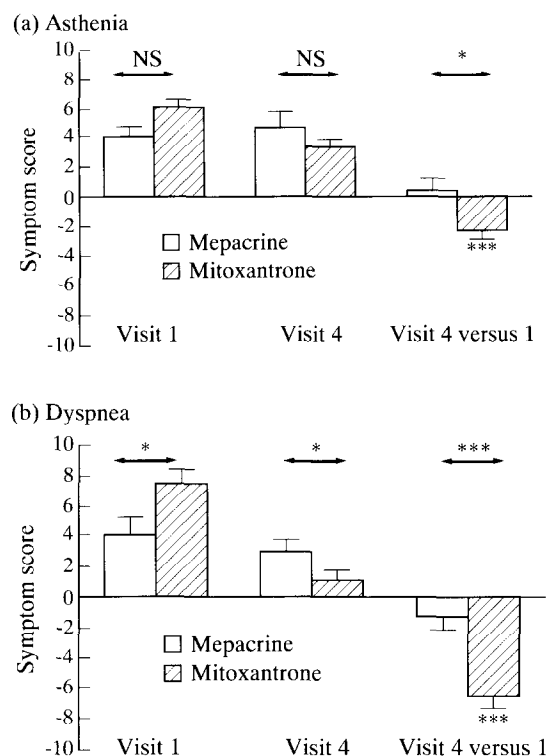 (a) Asthenia
NS
NS
*
10
8
6
4
2
0
-2
-4
-6
-8
-10
Symptom score
Mepacrine
Mitoxantrone
***
Visit 1
Visit 4
Visit 4 versus 1
(b) Dyspnea
*
*
***
10
8
6
4
2
0
-2
-4
-6
-8
-10
Symptom score
Mepacrine
Mitoxantrone
***
Visit 1
Visit 4
Visit 4 versus 1